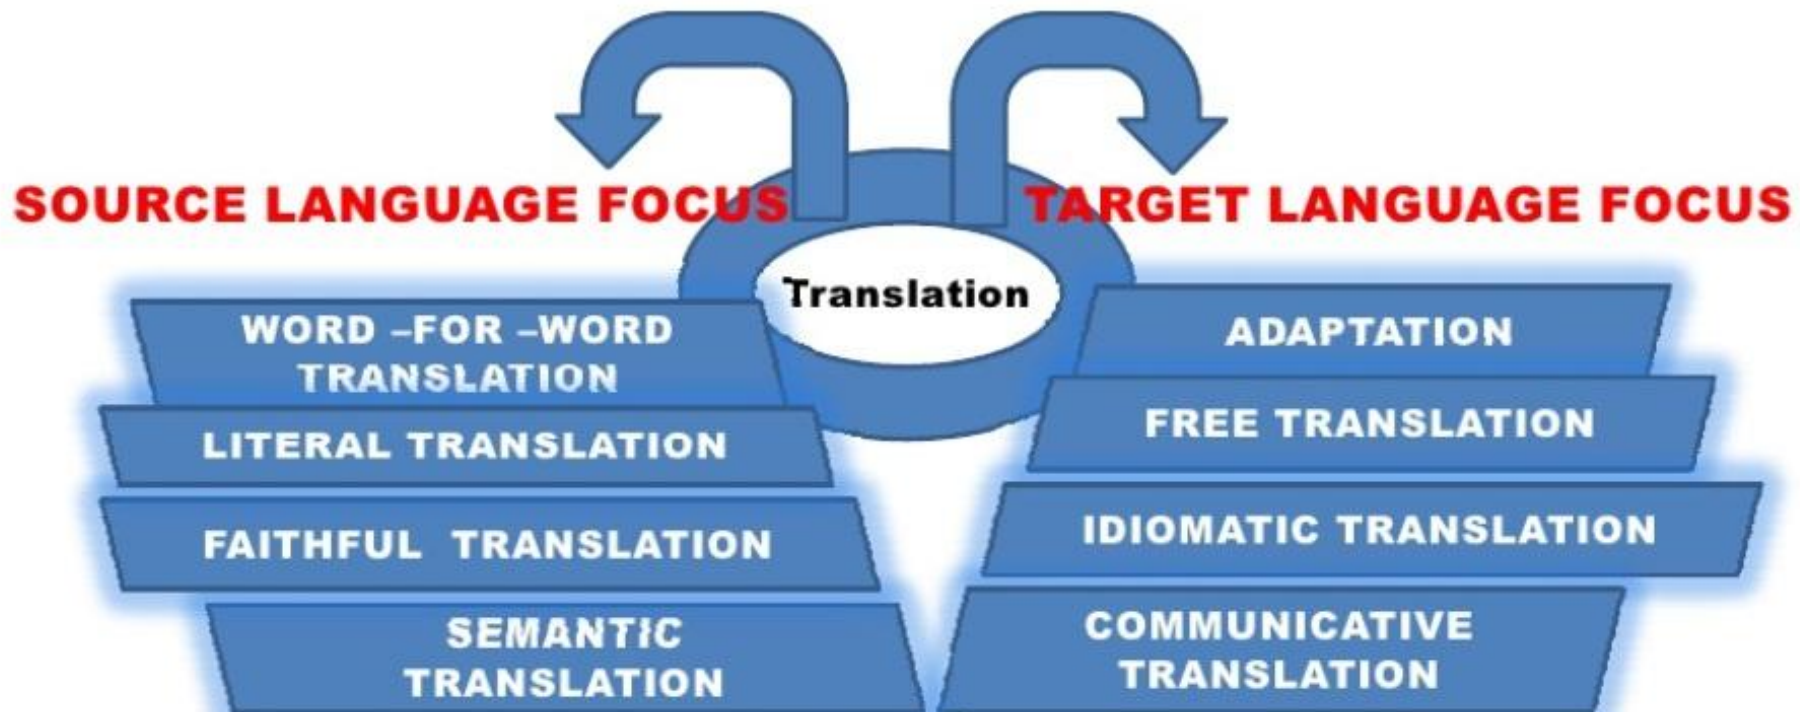 SOURCE LANGUAGE FOCUS
TARGET LANGUAGE FOCUS
Translation
WORD –FOR –WORD
TRANSLATION
LITERAL TRANSLATION
FAITHFUL TRANSLATION
SEMANTIC
TRANSLATION
ADAPTATION
FREE TRANSLATION
IDIOMATIC TRANSLATION
COMMUNICATIVE
TRANSLATION